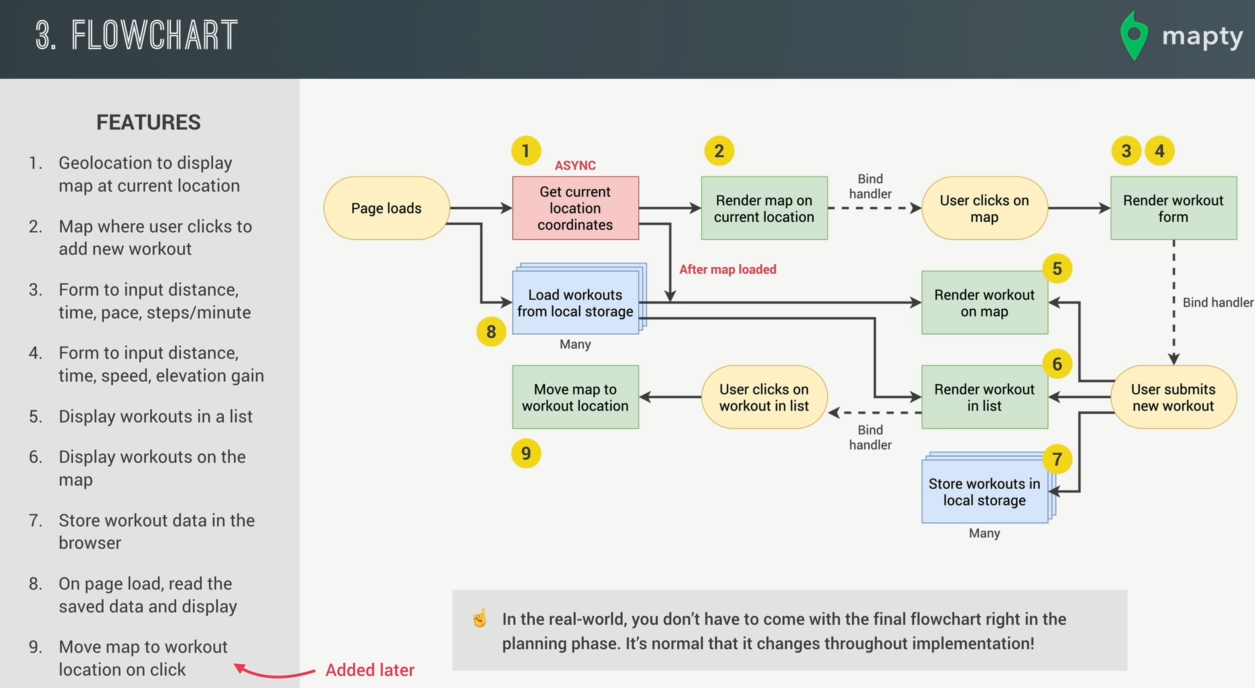 3. FLOWCHART
mapty
FEATURES
1. Geolocation to display
map at current location
2. Map where user clicks to
add new workout
3. Form to input distance,
time, pace, steps/minute
4. Form to input distance,
time, speed, elevation gain
5. Display workouts in a list
6. Display workouts on the
map
7. Store workout data in the
browser
8. On page load, read the
saved data and display
9. Move map to workout
location on click
Added later
Page loads
1
ASYNC
Get current
location
coordinates
2
Render map on
current location
Bind
handler
User clicks on
map
3
4
Render workout
form
After map loaded
Bind handler
Load workouts
from local storage
8
Many
5
Render workout
on map
Move map to
workout location
9
User clicks on
workout in list
Bind
handler
6
Render workout
in list
User submits
new workout
7
Store workouts in
local storage
Many
☝ In the real-world, you don’t have to come with the final flowchart right in the
planning phase. It’s normal that it changes throughout implementation!